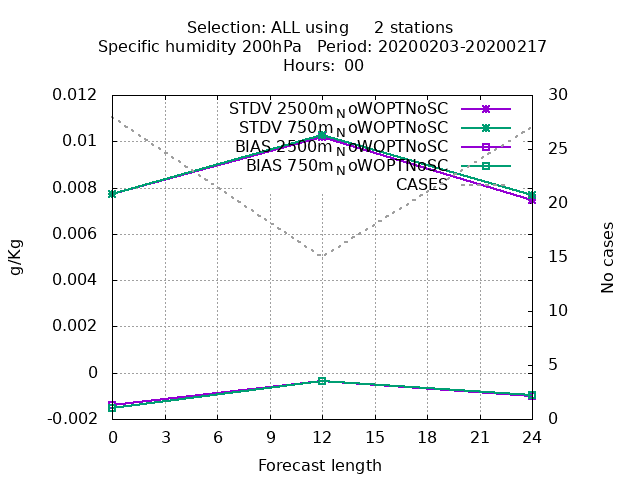 Selection: ALL using     2 stations
Specific humidity 200hPa   Period: 20200203-20200217
Hours:  00
0.012
0.01
0.008
0.006
0.004
0.002
0
-0.002
g/Kg
STDV 2500m_NoWOPTNoSC
STDV 750m_NoWOPTNoSC
BIAS 2500m_NoWOPTNoSC
BIAS 750m_NoWOPTNoSC
CASES
30
25
20
15
10
5
0
No cases
0 3 6 9 12 15 18 21 24
Forecast length